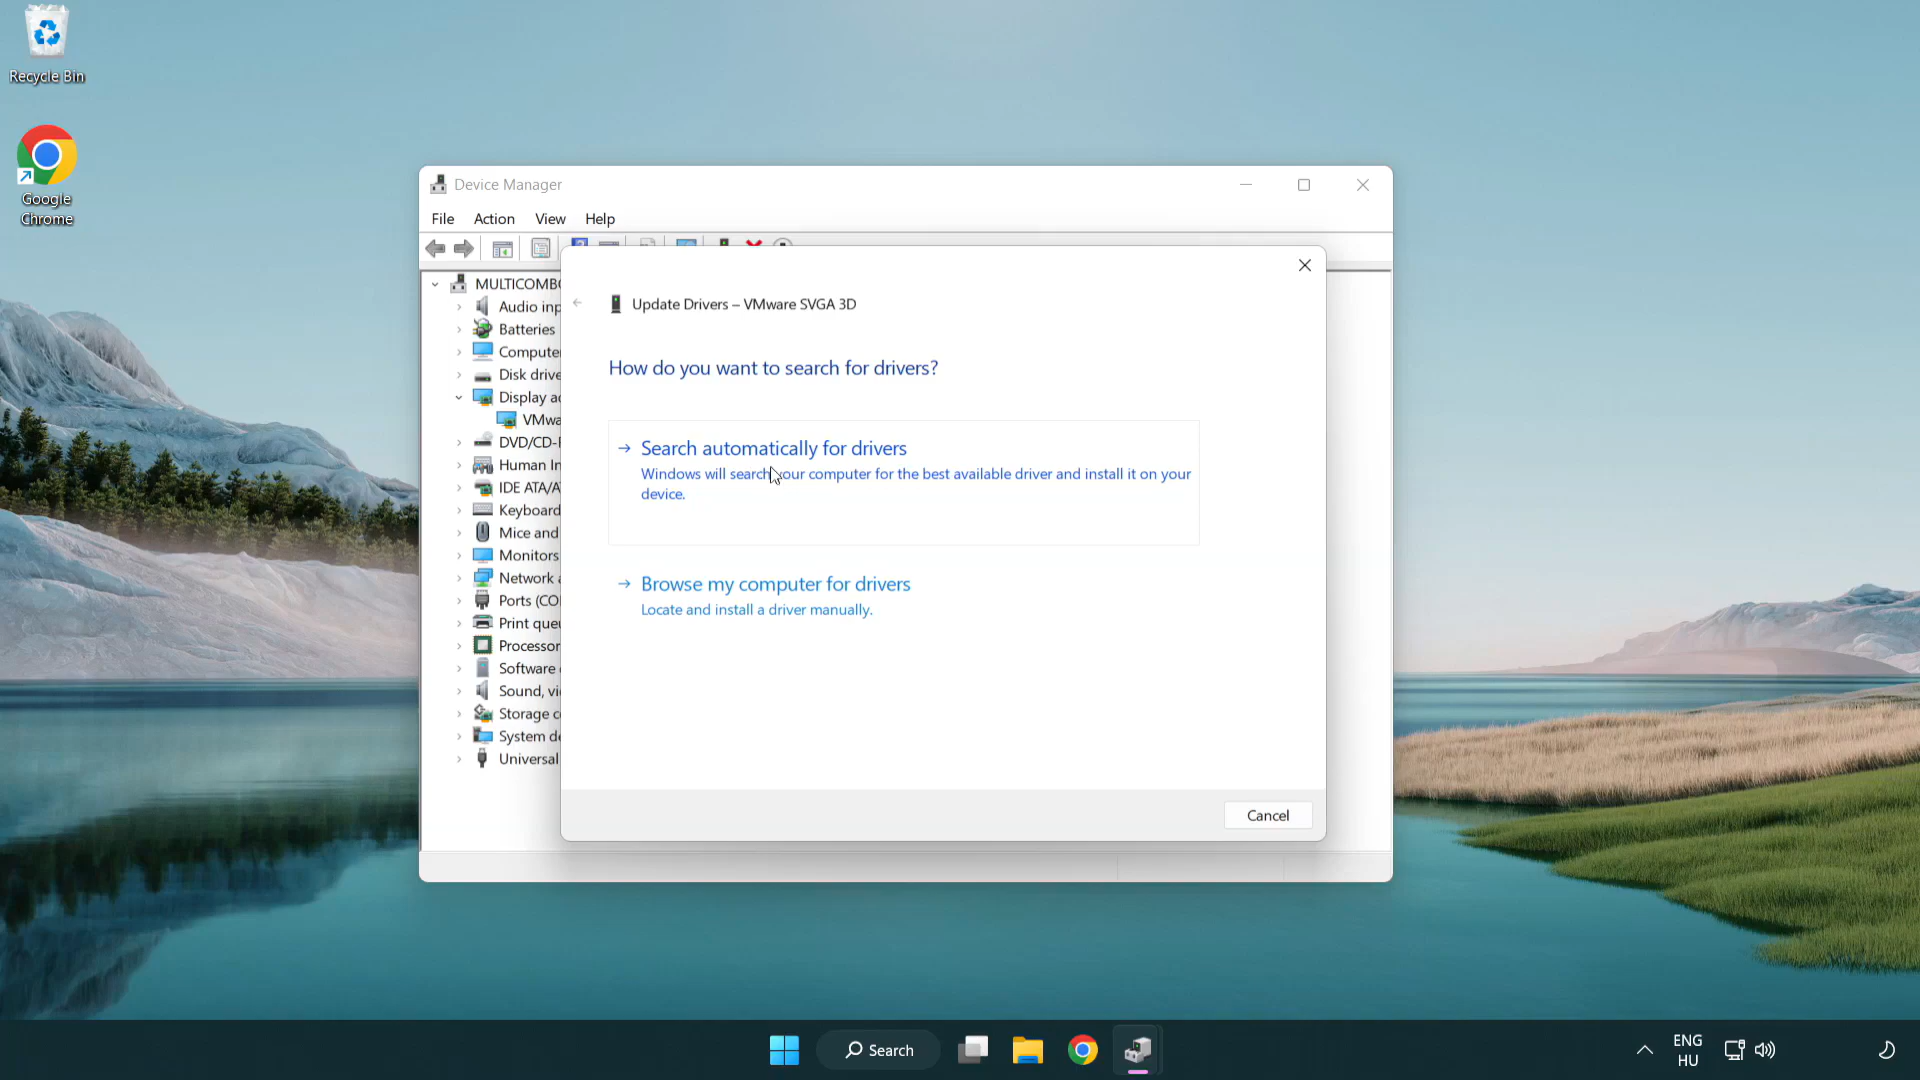 Recycle Bin
Google
Chrome
Device Manager
File Action View Help
MULTICOMBO
Audio inp
Batteries
Compute
Disk drive
Display a
VMwa
DVD/CD-
Human In
IDE ATA/A
Keyboard
Mice and
Monitors
Network a
Ports (CO
Print queu
Processor
Software
Sound, vi
Storage c
System de
Universal
Update Drivers – VMware SVGA 3D
How do you want to search for drivers?
Search automatically for drivers
Windows will search your computer for the best available driver and install it on your
device.
Browse my computer for drivers
Locate and install a driver manually.
Cancel
Search
ENG
HU